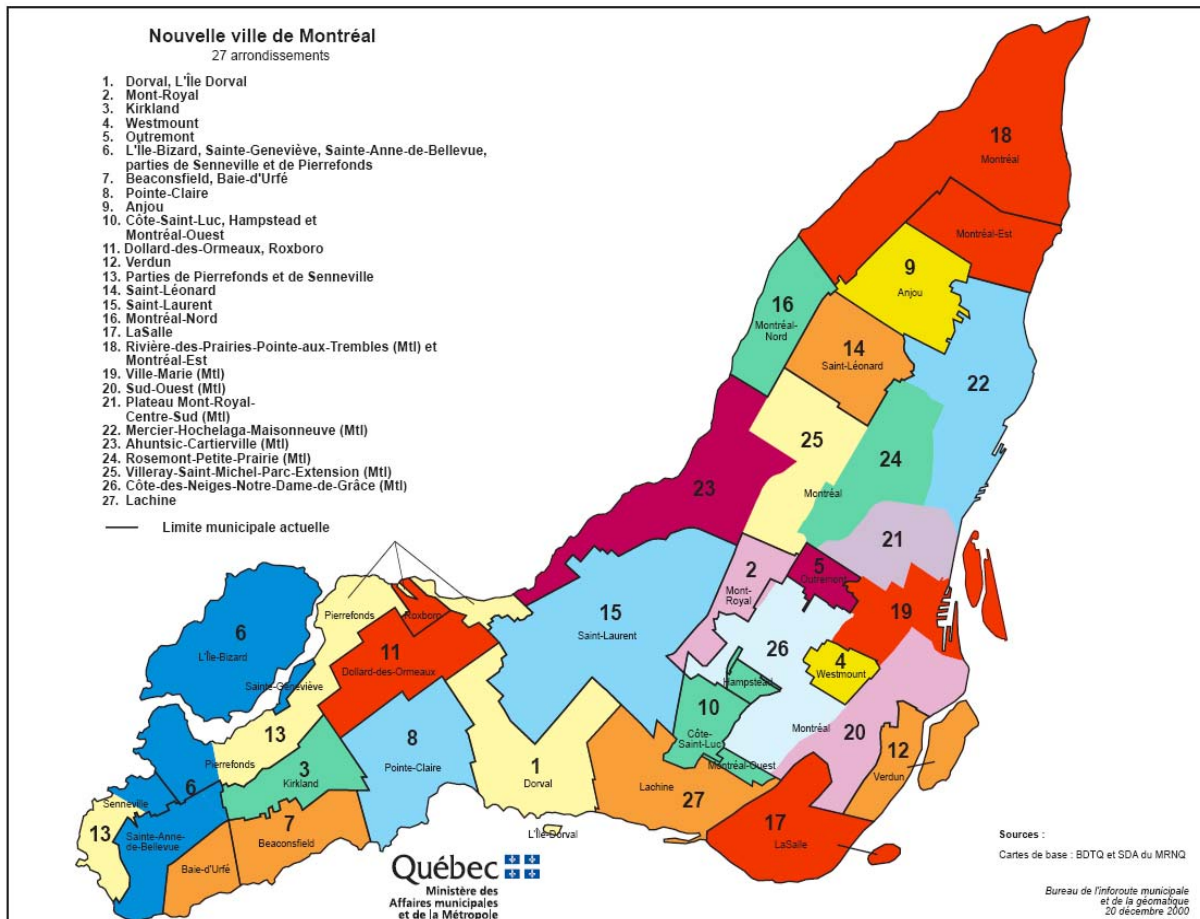 Nouvelle ville de Montréal
27 arrondissements
1. Dorval, L'Île Dorval
2. Mont-Royal
3. Kirkland
4. Westmount
5. Outremont
6. L'Île-Bizard, Sainte-Geneviève, Sainte-Anne-de-Bellevue,
parties de Senneville et de Pierrefonds
7. Beaconsfield, Baie-d'Urfé
8. Pointe-Claire
9. Anjou
10. Côte-Saint-Luc, Hampstead et
Montréal-Ouest
11. Dollard-des-Ormeaux, Roxboro
12. Verdun
13. Parties de Pierrefonds et de Senneville
14. Saint-Léonard
15. Saint-Laurent
16. Montréal-Nord
17. LaSalle
18. Rivière-des-Prairies-Pointe-aux-Trembles (Mtl) et
Montréal-Est
19. Ville-Marie (Mtl)
20. Sud-Ouest (Mtl)
21. Plateau Mont-Royal-
Centre-Sud (Mtl)
22. Mercier-Hochelaga-Maisonneuve (Mtl)
23. Ahuntsic-Cartierville (Mtl)
24. Rosemont-Petite-Prairie (Mtl)
25. Villeray-Saint-Michel-Parc-Extension (Mtl)
26. Côte-des-Neiges-Notre-Dame-de-Grâce (Mtl)
27. Lachine
Limite municipale actuelle
18
Montréal
Montréal-Est
9
Anjou
16
Montréal-
Nord
14
Saint-Léonard
22
25
24
Montréal
23
21
2
Mont-
Royal
5
Outremont
15
Saint-Laurent
19
26
4
Westmount
Hampstead
10
Côte-
Saint-Luc
Montréal-Ouest
Montréal
20
12
Verdun
Pierrefonds
Roxboro
11
Dollard-des-Ormeaux
6
L'Île-Bizard
Sainte-Geneviève
13
Pierrefonds
8
Pointe-Claire
3
Kirkland
1
Dorval
Lachine
27
17
LaSalle
L'Île-Dorval
Senneville
6
13
Sainte-Anne-
de-Bellevue
7
Beaconsfield
Baie-d'Urfé
Québec
Ministère des
Affaires municipales
et de la Métropole
Sources :
Cartes de base : BDTQ et SDA du MRNQ
Bureau de l'inforoute municipale
et de la géomatique
20 décembre 2000